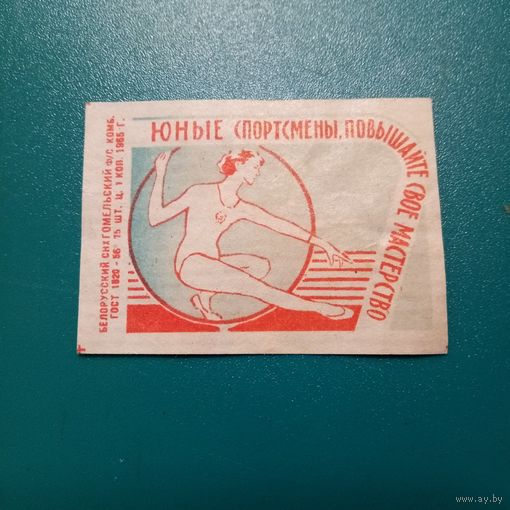 ЮНЫЕ СПОРТСМЕНЫ, ПОВЫШАЙТЕ СВОЕ МАСТЕРСТВО
БЕЛОРУССКИЙ СНХ ГОМЕЛЬСКИЙ Ф/С. КОМБ.
ГОСТ 1820-56 75 ШТ. Ц. 1 КОП. 1965 Г.
www.ay.by